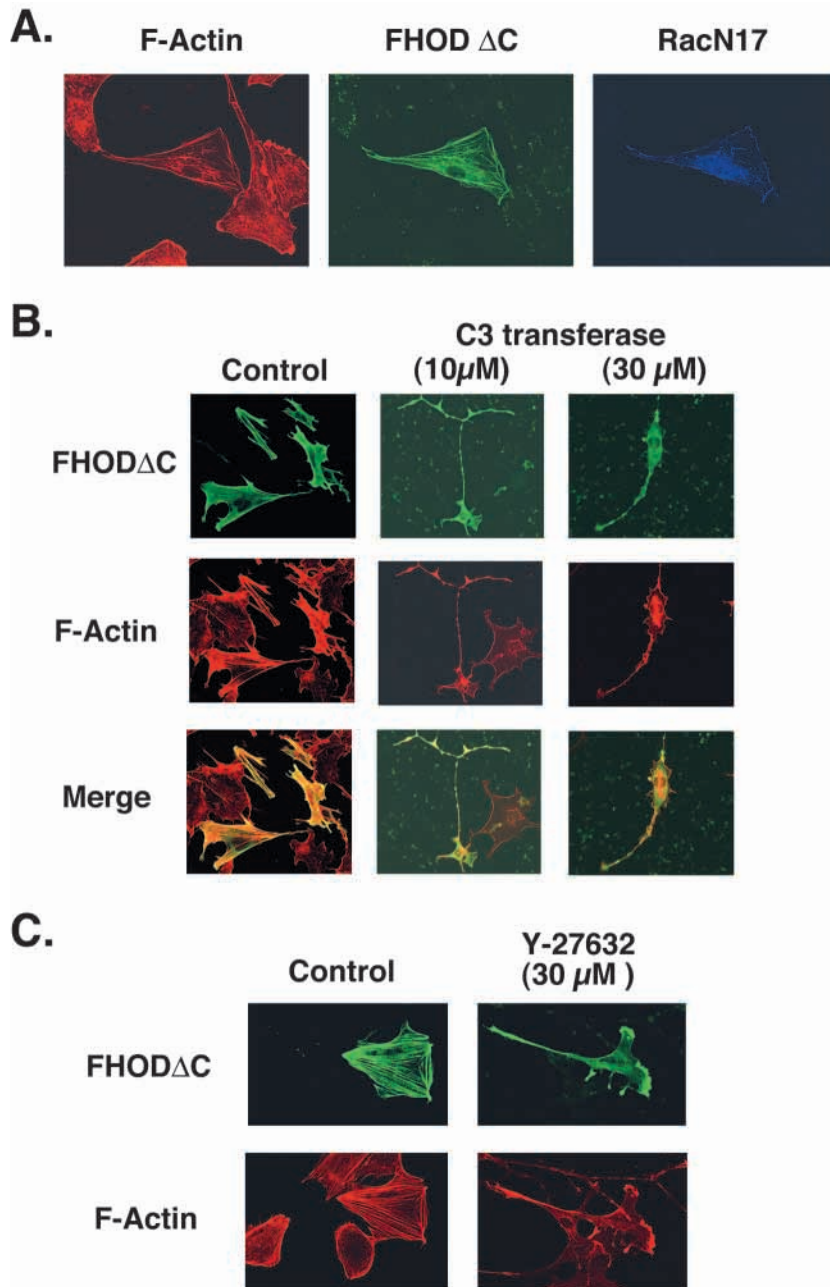 A.
F-Actin FHOD ΔC RacN17
B.
C3 transferase
Control (10µM) (30 µM)
FHODΔC
F-Actin
Merge
C.
Y-27632
Control (30 µM )
FHODΔC
F-Actin